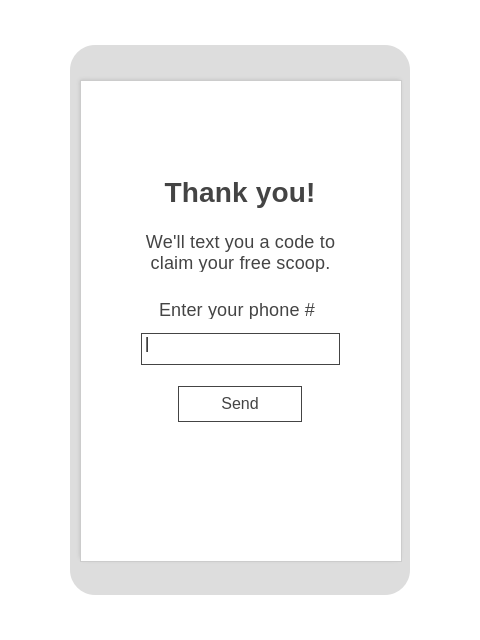 Thank you!
We'll text you a code to
claim your free scoop.
Enter your phone #
Send